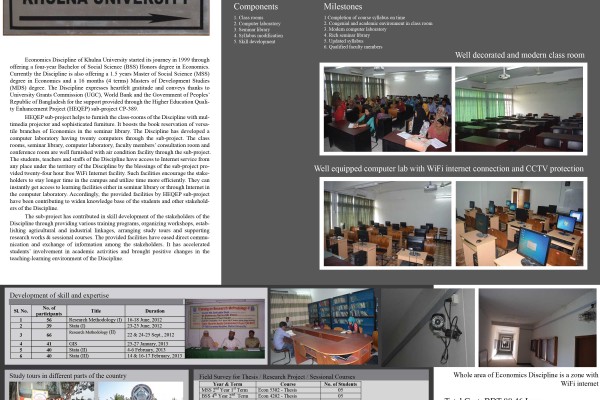 KHULNA UNIVERSITY
Economics Discipline of Khulna University started its journey in 1999 through
offering a four-year Bachelor of Social Science (BSS) Honors degree in Economics.
Currently the Discipline is also offering a 1.5 years Master of Social Science (MSS)
degree in Economics and a 16 months (4 terms) Masters of Development Studies
(MDS) degree. The Discipline expresses heartfelt gratitude and conveys thanks to
University Grants Commission (UGC), World Bank and the Government of Peoples'
Republic of Bangladesh for the support provided through the Higher Education Quali-
ty Enhancement Project (HEQEP) sub-project CP-389.
HEQEP sub-project helps to furnish the class-rooms of the Discipline with mul-
timedia projector and sophisticated furniture. It boosts the book reservation of versa-
tile branches of Economics in the seminar library. The Discipline has developed a
computer laboratory having twenty computers through the sub-project. The class
rooms, seminar library, computer laboratory, faculty members' consultation room and
conference room are well furnished with air condition facility through the sub-project.
The students, teachers and staffs of the Discipline have access to Internet service from
any place under the territory of the Discipline by the blessings of the sub-project pro-
vided twenty-four hour free WiFi Internet facility. Such facilities encourage the stake-
holders to stay longer time in the campus and utilize time more efficiently. They can
instantly get access to learning facilities either in seminar library or through Internet in
the computer laboratory. Accordingly, the provided facilities by HEQEP sub-project
have been contributing to widen knowledge base of the students and other stakehold-
ers of the Discipline.
The sub-project has contributed in skill development of the stakeholders of the
Discipline through various training programs, organizing workshops, estab-
lishing agricultural and industrial linkages, arranging study tours and supporting
research works & sessional courses. The provided facilities have eased direct commu-
nication and exchange of information among the stakeholders. It has accelerated
students' involvement in academic activities and brought positive changes in the
teaching-learning environment of the Discipline.
Components
1. Class rooms
2. Computer laboratory
3. Seminar library
4. Syllabus modification
5. Skill development
Milestones
1.Completion of course syllabus on time
2. Congenial and academic environment in class room
3. Modern computer laboratory
4. Rich seminar library
5. Updated syllabus
6. Qualified faculty members
Well decorated and modern class room
Well equipped computer lab with WiFi internet connection and CCTV protection
Development of skill and expertise
Sl. No. No. of participants Title Duration
1 56 Research Methodology (I) 16-18 June, 2012
2 39 Stata (I) 23-25 June, 2012
3 66 Research Methodology (II) 22 & 24-25 Sept., 2012
4 41 GIS 25-27 January, 2013
5 40 Stata (II) 4-6 February, 2013
6 40 Stata (III) 14 & 16-17 February, 2013
Whole area of Economics Discipline is a zone with
WiFi internet
Study tours in different parts of the country
Field Survey for Thesis / Research Project / Sessional Courses
Year & Term Course No. of Students
MSS 2nd Year 1st Term Econ 5302 - Thesis 09
BSS 4th Year 2nd Term Econ 4202 - Thesis 05